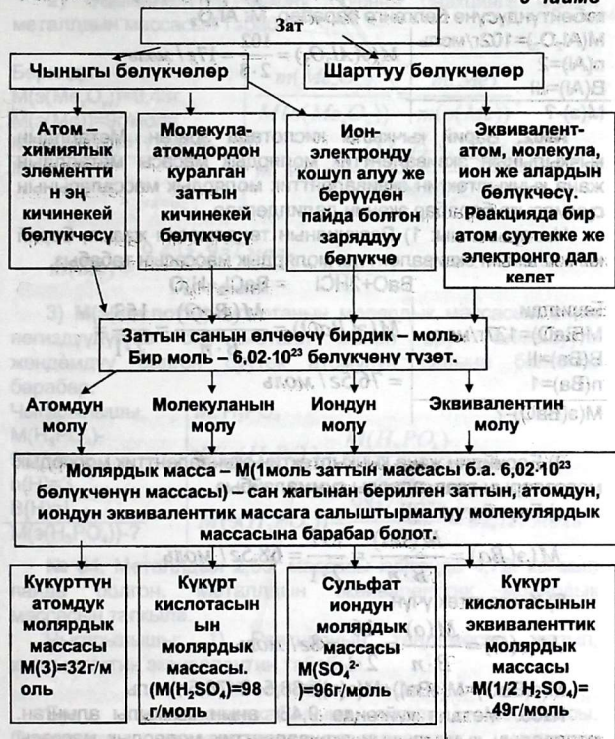 Зат
Чыныгы бөлүкчөлөр
Шарттуу бөлүкчөлөр
Атом –
химиялык
элементти
н эң
кичинекей
бөлүкчөсү
Молекула-
атомдордон
куралган
заттын
кичинекей
бөлүкчөсү
Ион-
электронду
кошуп алуу же
берүүдөн
пайда болгон
заряддуу
бөлүкчө
Эквивалент-
атом, молекула,
ион же алардын
бөлүкчөсү.
Реакцияда бир
атом суутекке же
электронго дал
келет
Заттын санын өлчөөчү бирдик – моль.
Бир моль – 6,02·10²³ бөлүкчөнү түзөт.
Атомдун
молу
Молекуланын
молу
Иондун
молу
Эквиваленттин
молу
Молярдык масса – М(1моль заттын массасы б.а. 6,02·10²³
бөлүкчөнүн массасы) – сан жагынан берилген заттын, атомдун,
иондун эквиваленттик массага салыштырмалуу молекулярдык
массасына барабар болот.
Күкүрттүн
атомдук
молярдык
массасы
М(З)=32г/м
оль
Күкүрт
кислотасын
ын
молярдык
массасы.
(М(H₂SO₄)=98
г/моль
Сульфат
иондун
молярдык
массасы
М(SO₄²⁻
)=96г/моль
Күкүрт
кислотасынын
эквиваленттик
молярдык
массасы
М(1/2 H₂SO₄)=
49г/моль